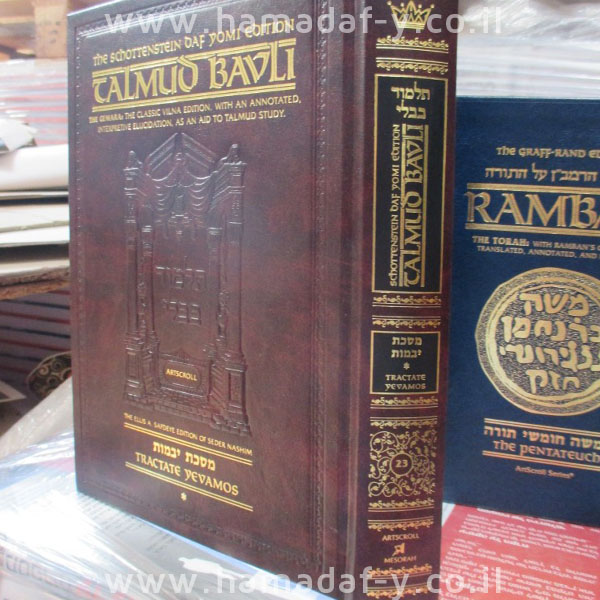 www.hamadaf-y.co.il
THE SCHOTTENSTEIN DAF YOMI EDITION
TALMUD BAVLI
THE GEMARA: THE CLASSIC VILNA EDITION, WITH AN ANNOTATED,
INTERPRETIVE ELUCIDATION, AS AN AID TO TALMUD STUDY.
תלמוד
בבלי
ARTSCROLL
THE ELLIS A. SAFDEYE EDITION OF SEDER NASHIM
מסכת יבמות
TRACTATE YEVAMOS
*
תלמוד
בבלי
SCHOTTENSTEIN DAF YOMI EDITION
TALMUD BAVLI
מסכת
יבמות
*
TRACTATE
YEVAMOS
23
ARTSCROLL
MESORAH
THE GRAFF-RAND
הרמב"ן על התורה
RAMBA
THE TORAH: WITH RAMBAN'S
TRANSLATED, ANNOTATED, AND
משה
חזק
חומשי תורה
THE PENTATEUCH
ArtScroll Series®
www.hamadaf-y.co.il